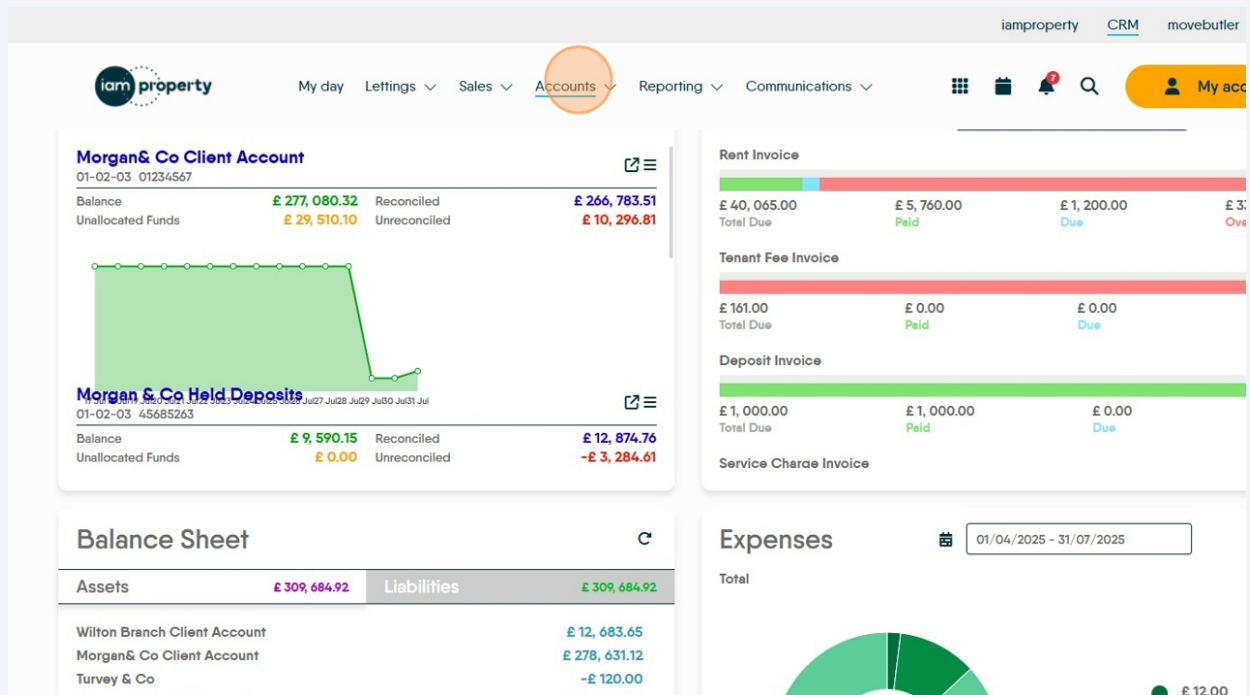 iamproperty CRM movebutler
iam property My day Lettings Sales Accounts Reporting Communications 7 My acc
Morgan& Co Client Account
01-02-03 01234567
Balance £ 277, 080.32 Reconciled £ 266, 783.51
Unallocated Funds £ 29, 510.10 Unreconciled £ 10, 296.81
Morgan & Co Held Deposits
Jul27 Jul28 Jul29 Jul30 Jul31 Jul
01-02-03 45685263
Balance £ 9, 590.15 Reconciled £ 12, 874.76
Unallocated Funds £ 0.00 Unreconciled -£ 3, 284.61
Rent Invoice
£ 40, 065.00 £ 5, 760.00 £ 1, 200.00
Total Due Paid Due
Tenant Fee Invoice
£ 161.00 £ 0.00 £ 0.00
Total Due Paid Due
Deposit Invoice
£ 1, 000.00 £ 1, 000.00 £ 0.00
Total Due Paid Due
Service Charge Invoice
Balance Sheet
Assets £ 309, 684.92 Liabilities £ 309, 684.92
Wilton Branch Client Account £ 12, 683.65
Morgan& Co Client Account £ 278, 631.12
Turvey & Co -£ 120.00
Expenses 01/04/2025 - 31/07/2025
Total
£ 12.00